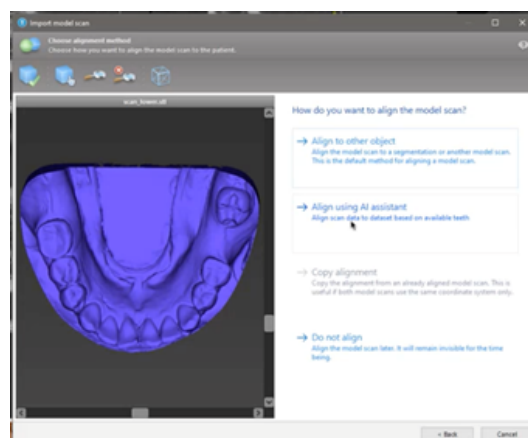 Import model scan
Choose alignment method
Choose how you want to align the model scan to the patient.
scan_lower.stl
How do you want to align the model scan?
→ Align to other object
Align the model scan to a segmentation or another model scan.
This is the default method for aligning a model scan.
→ Align using AI assistant
Align scan data to dataset based on available teeth
→ Copy alignment
Copy the alignment from an already aligned model scan. This is
useful if both model scans use the same coordinate system only.
→ Do not align
Align the model scan later. It will remain invisible for the time
being.
< Back
Cancel